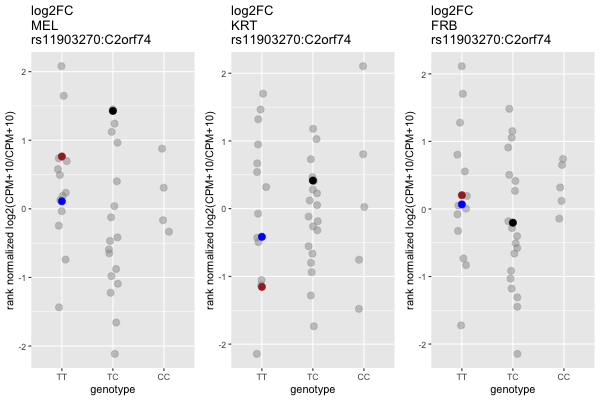 log2FC
MEL
rs11903270:C2orf74
rank normalized log2(CPM+10/CPM+10)
2
1
0
-1
-2
TT
TC
CC
genotype
log2FC
KRT
rs11903270:C2orf74
rank normalized log2(CPM+10/CPM+10)
2
1
0
-1
-2
TT
TC
CC
genotype
log2FC
FRB
rs11903270:C2orf74
rank normalized log2(CPM+10/CPM+10)
2
1
0
-1
-2
TT
TC
CC
genotype